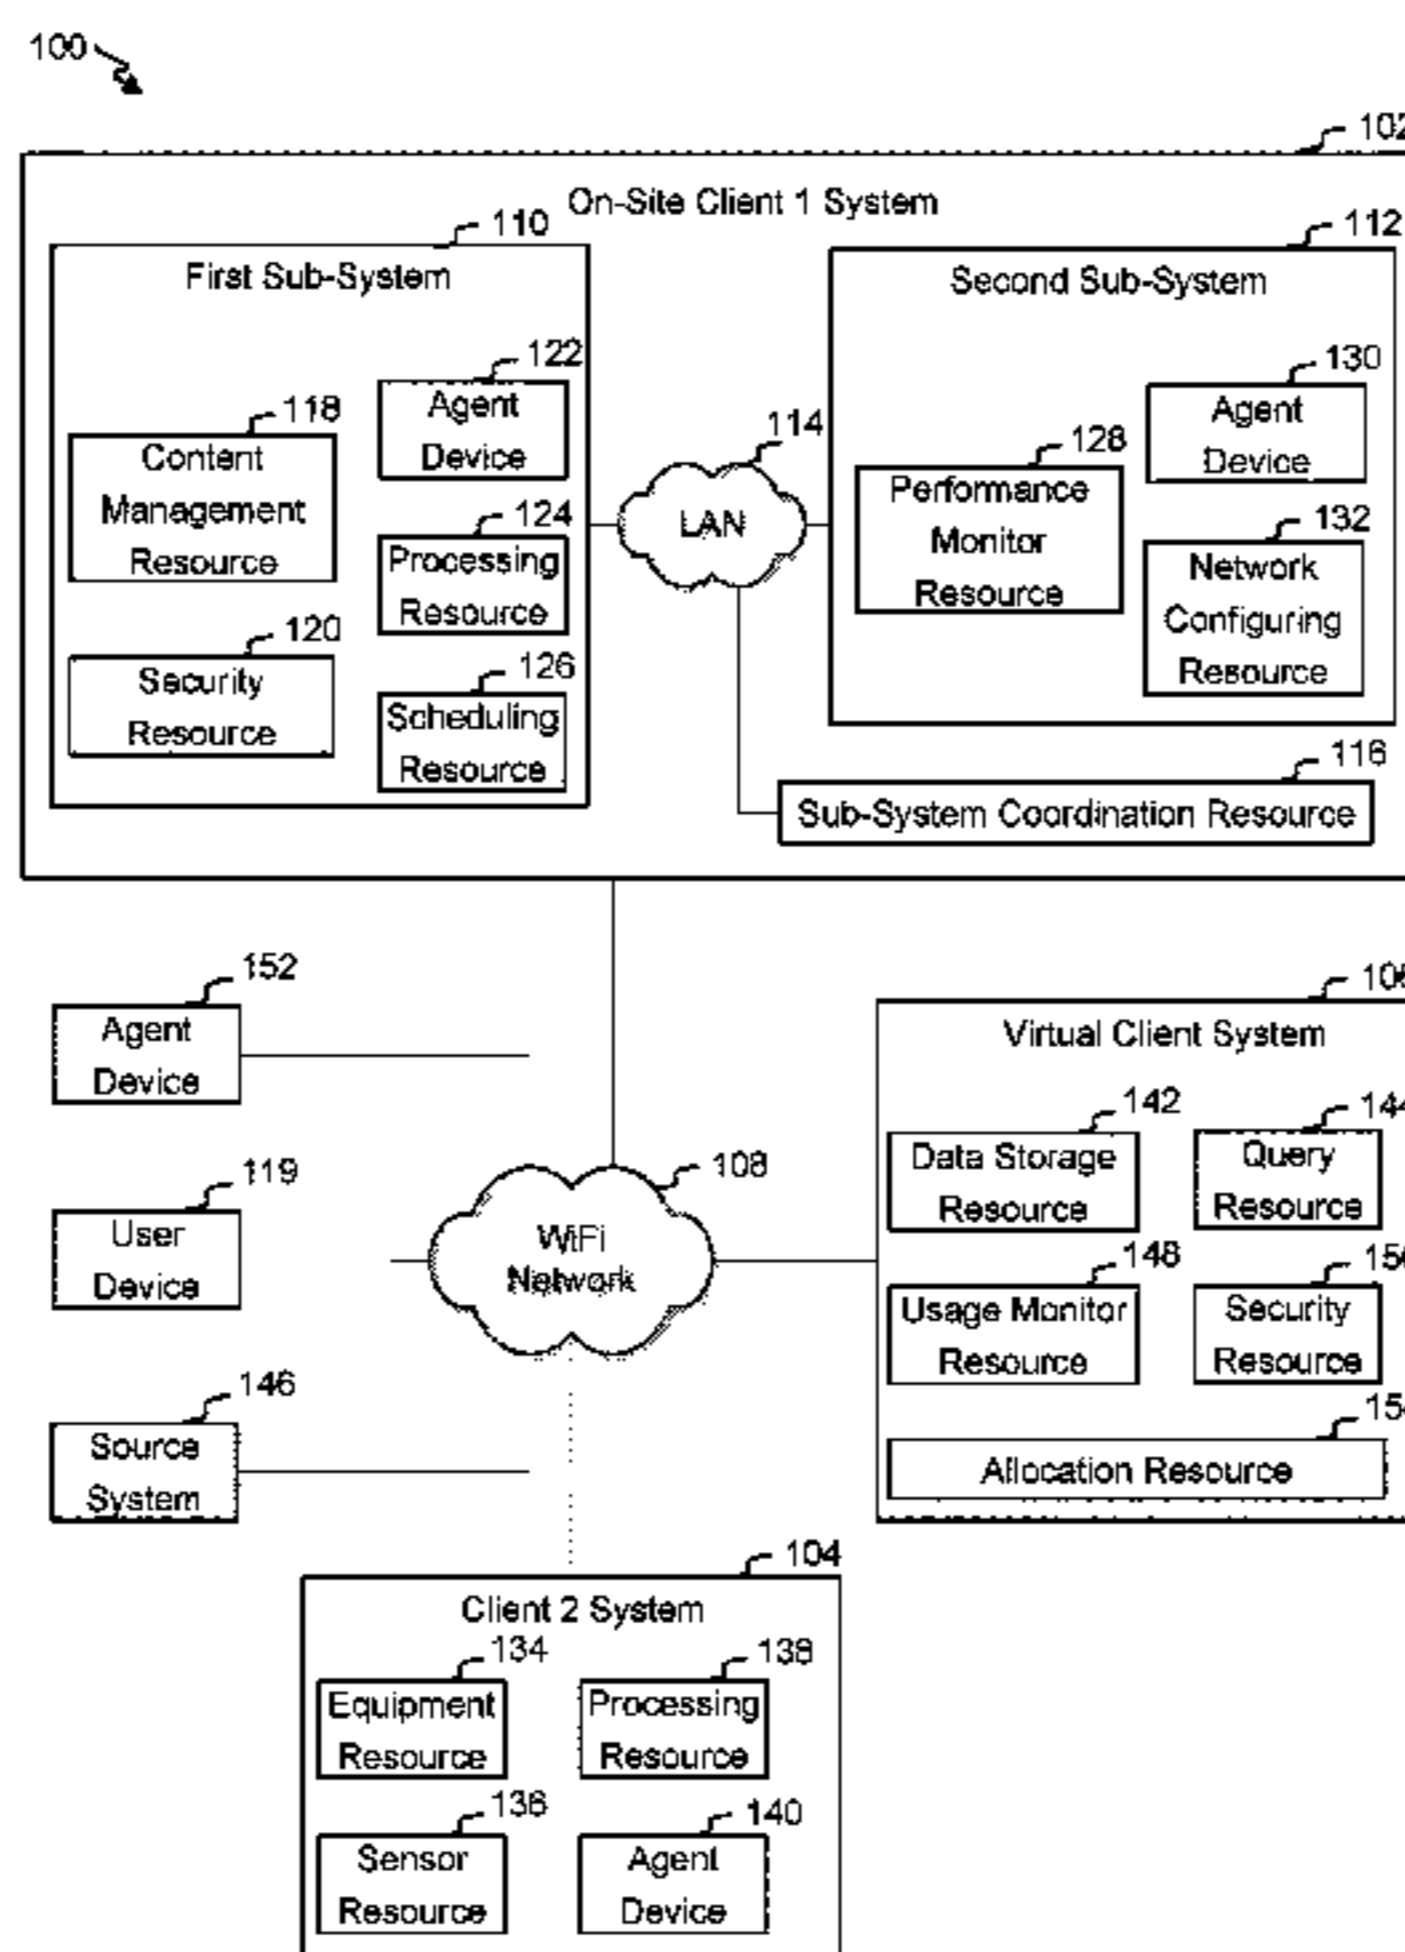 100
102
On-Site Client 1 System
110
First Sub-System
112
Second Sub-System
122
Agent
Device
118
Content
Management
Resource
124
Processing
Resource
120
Security
Resource
126
Scheduling
Resource
114
LAN
130
Agent
Device
128
Performance
Monitor
Resource
132
Network
Configuring
Resource
116
Sub-System Coordination Resource
152
Agent
Device
119
User
Device
146
Source
System
108
WiFi
Network
Virtual Client System
142
Data Storage
Resource
144
Query
Resource
148
Usage Monitor
Resource
Security
Resource
Allocation Resource
104
Client 2 System
134
Equipment
Resource
138
Processing
Resource
136
Sensor
Resource
140
Agent
Device